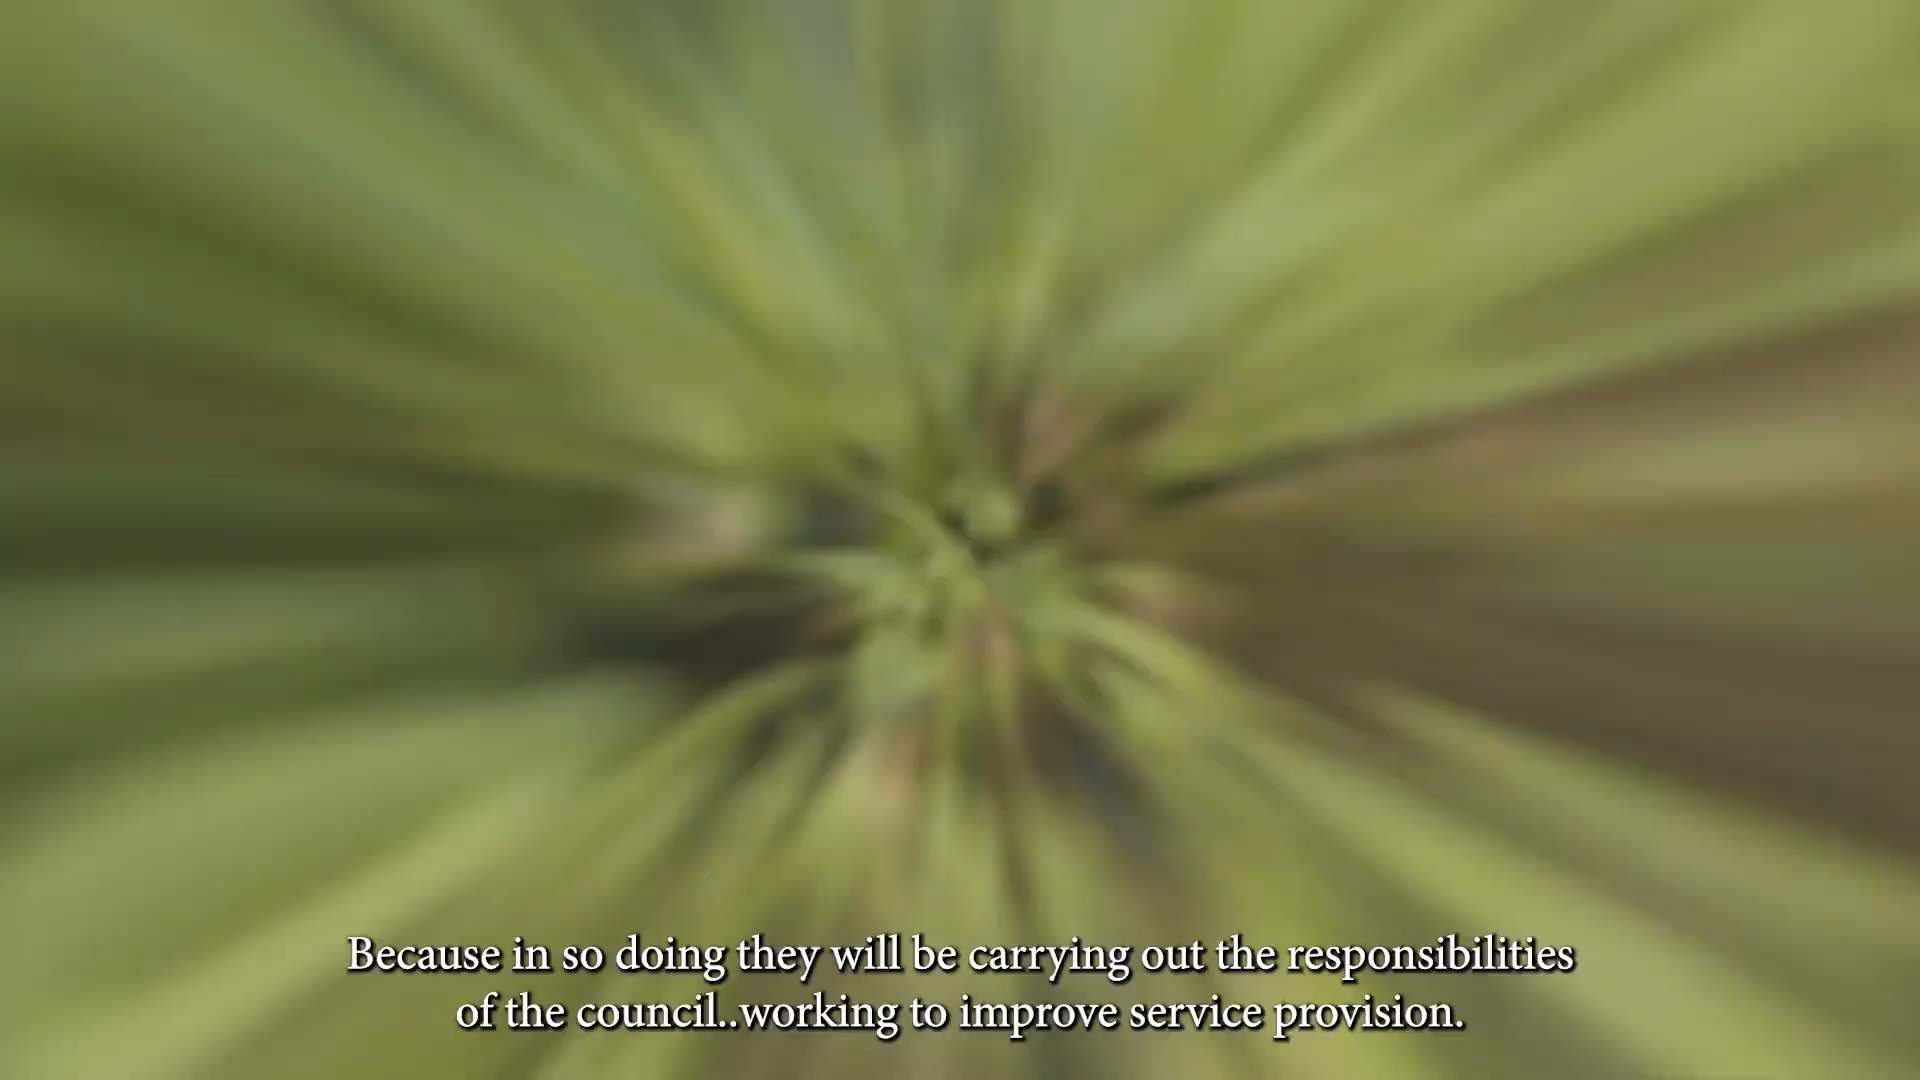 Because in so doing they will be carrying out the responsibilities
of the council..working to improve service provision.